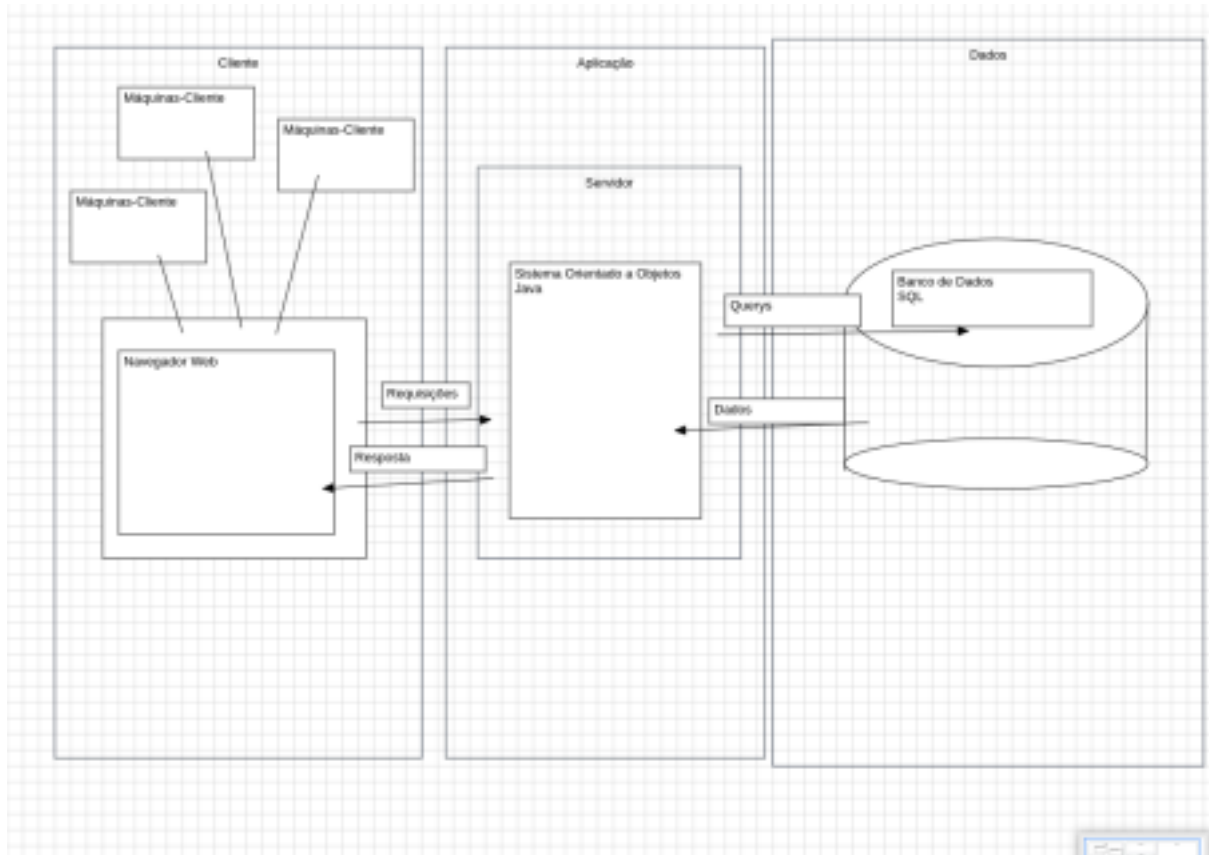 Cliente
Aplicação
Dados
Máquinas-Cliente
Máquinas-Cliente
Máquinas-Cliente
Servidor
Sistema Orientado a Objetos
Java
Banco de Dados
SQL
Querys
Navegador Web
Requisições
Dados
Resposta